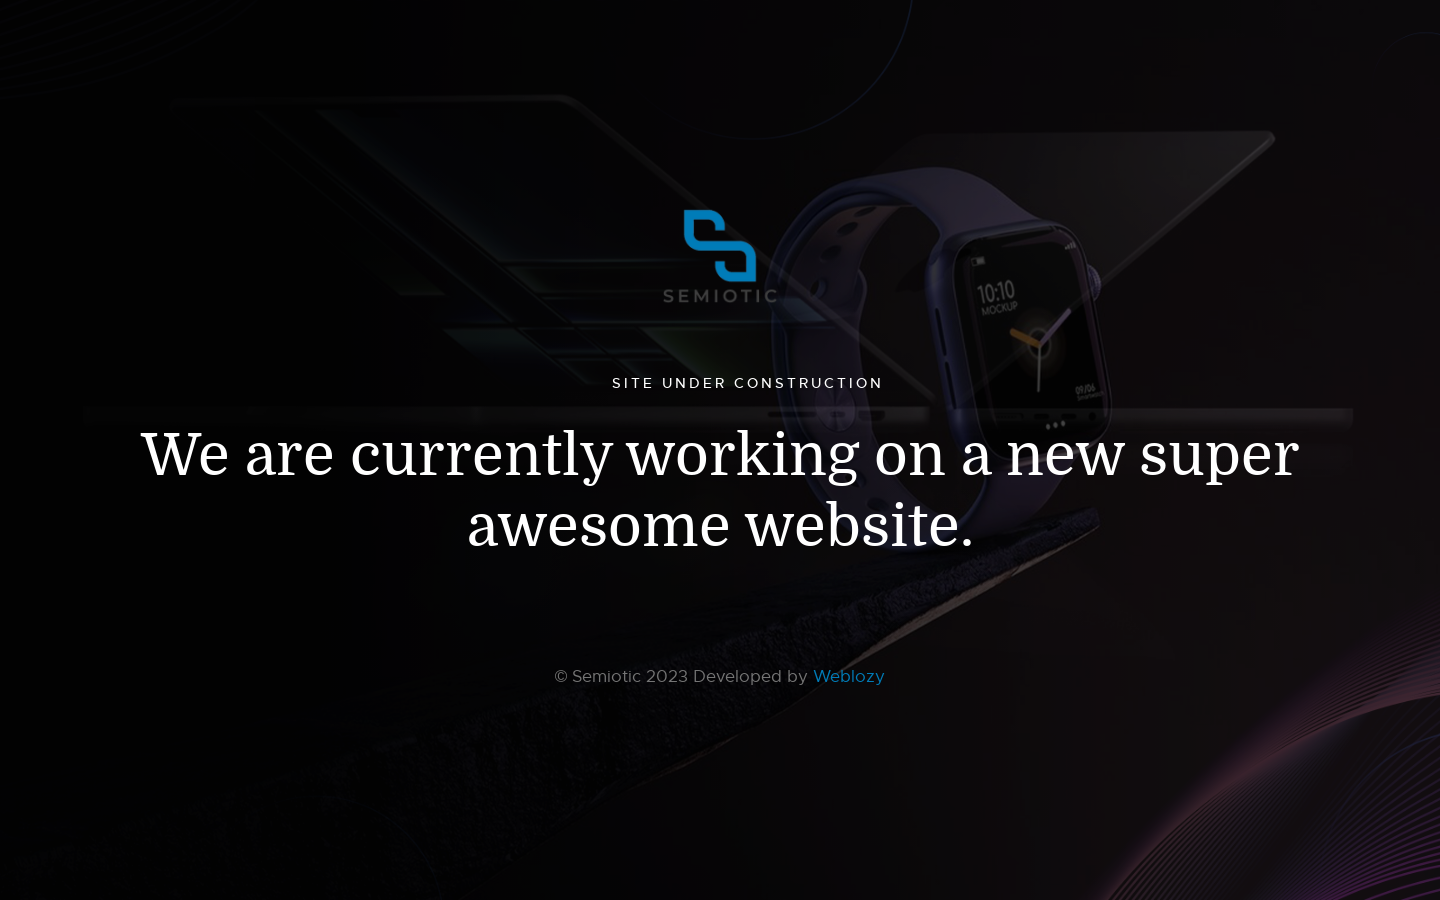 SEMIOTIC
10:10
MOCKUP
09/06
SITE UNDER CONSTRUCTION
We are currently working on a new super
awesome website.
© Semiotic 2023 Developed by Weblozy